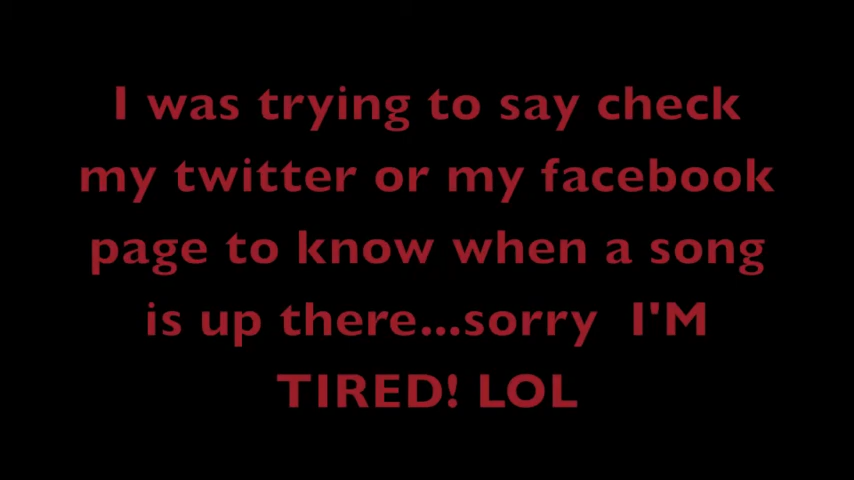 I was trying to say check
my twitter or my facebook
page to know when a song
is up there...sorry  I'M
TIRED! LOL